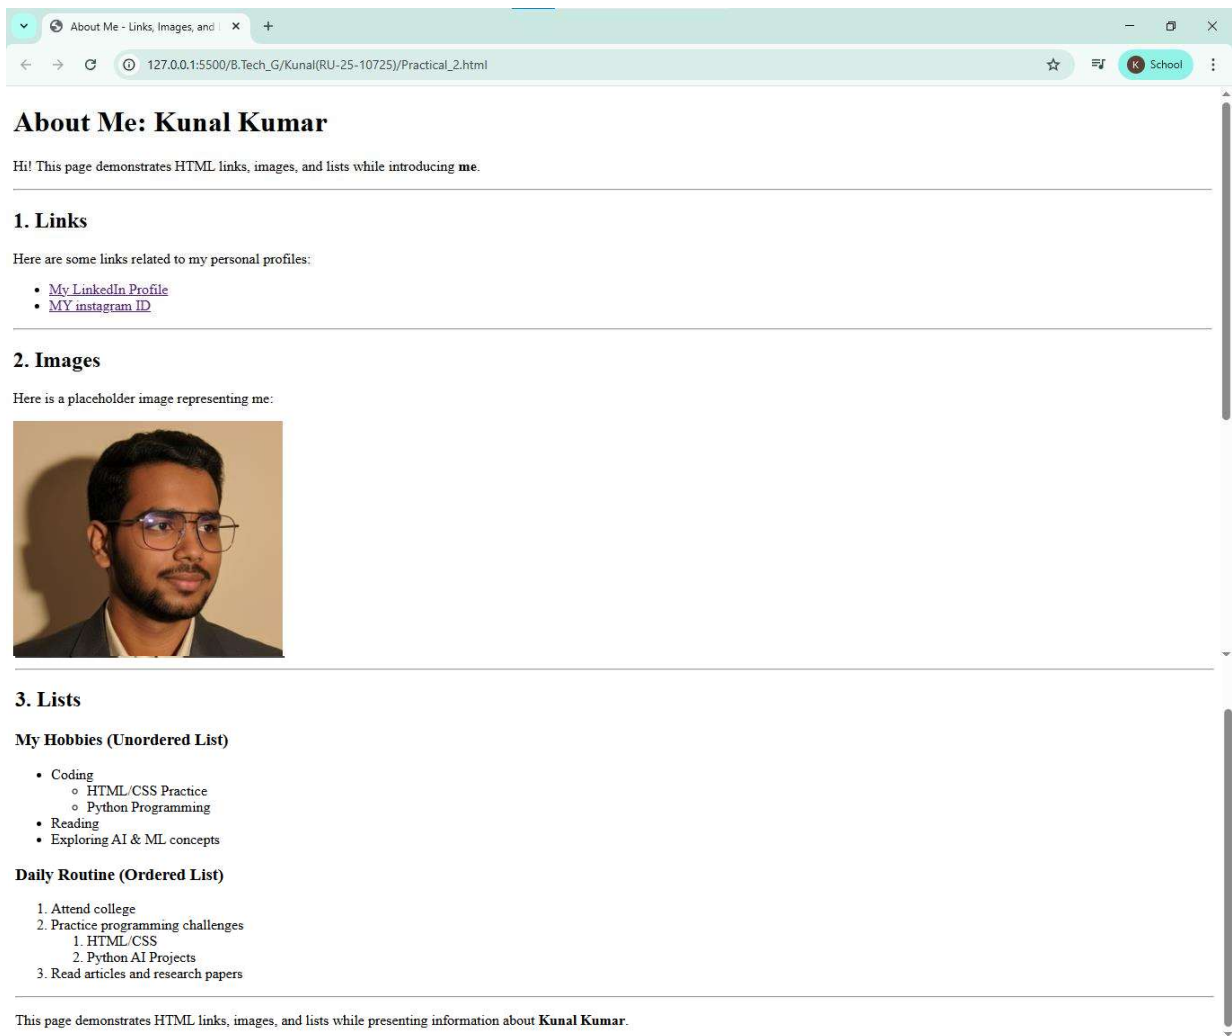 About Me - Links, Images, and
127.0.0.1:5500/B.Tech_G/Kunal(RU-25-10725)/Practical_2.html
K School
About Me: Kunal Kumar
Hi! This page demonstrates HTML links, images, and lists while introducing me.
1. Links
Here are some links related to my personal profiles:
• My LinkedIn Profile
• MY instagram ID
2. Images
Here is a placeholder image representing me:
3. Lists
My Hobbies (Unordered List)
• Coding
◦ HTML/CSS Practice
◦ Python Programming
• Reading
• Exploring AI & ML concepts
Daily Routine (Ordered List)
1. Attend college
2. Practice programming challenges
1. HTML/CSS
2. Python AI Projects
3. Read articles and research papers
This page demonstrates HTML links, images, and lists while presenting information about Kunal Kumar.